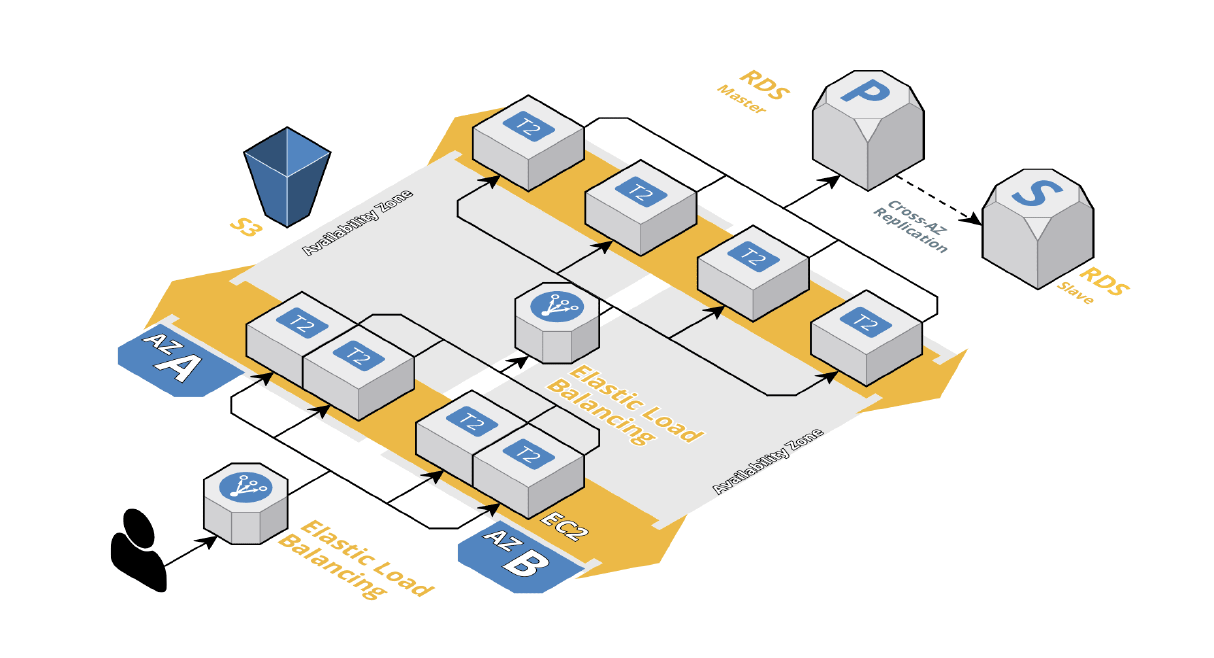 RDS
Master
P
T2
T2
S
Cross-AZ
Replication
RDS
Slave
S3
Availability Zone
T2
T2
T2
T2
AZ A
Elastic Load
Balancing
T2
T2
Availability Zone
EC2
AZ B
Elastic Load
Balancing